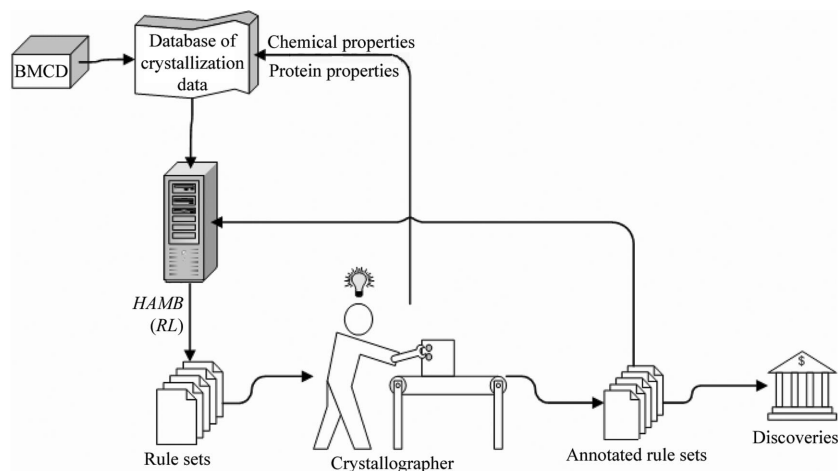 BMCD
Database of
crystallization
data
Chemical properties
Protein properties
HAMB
(RL)
$
Rule sets
Crystallographer
Annotated rule sets
Discoveries